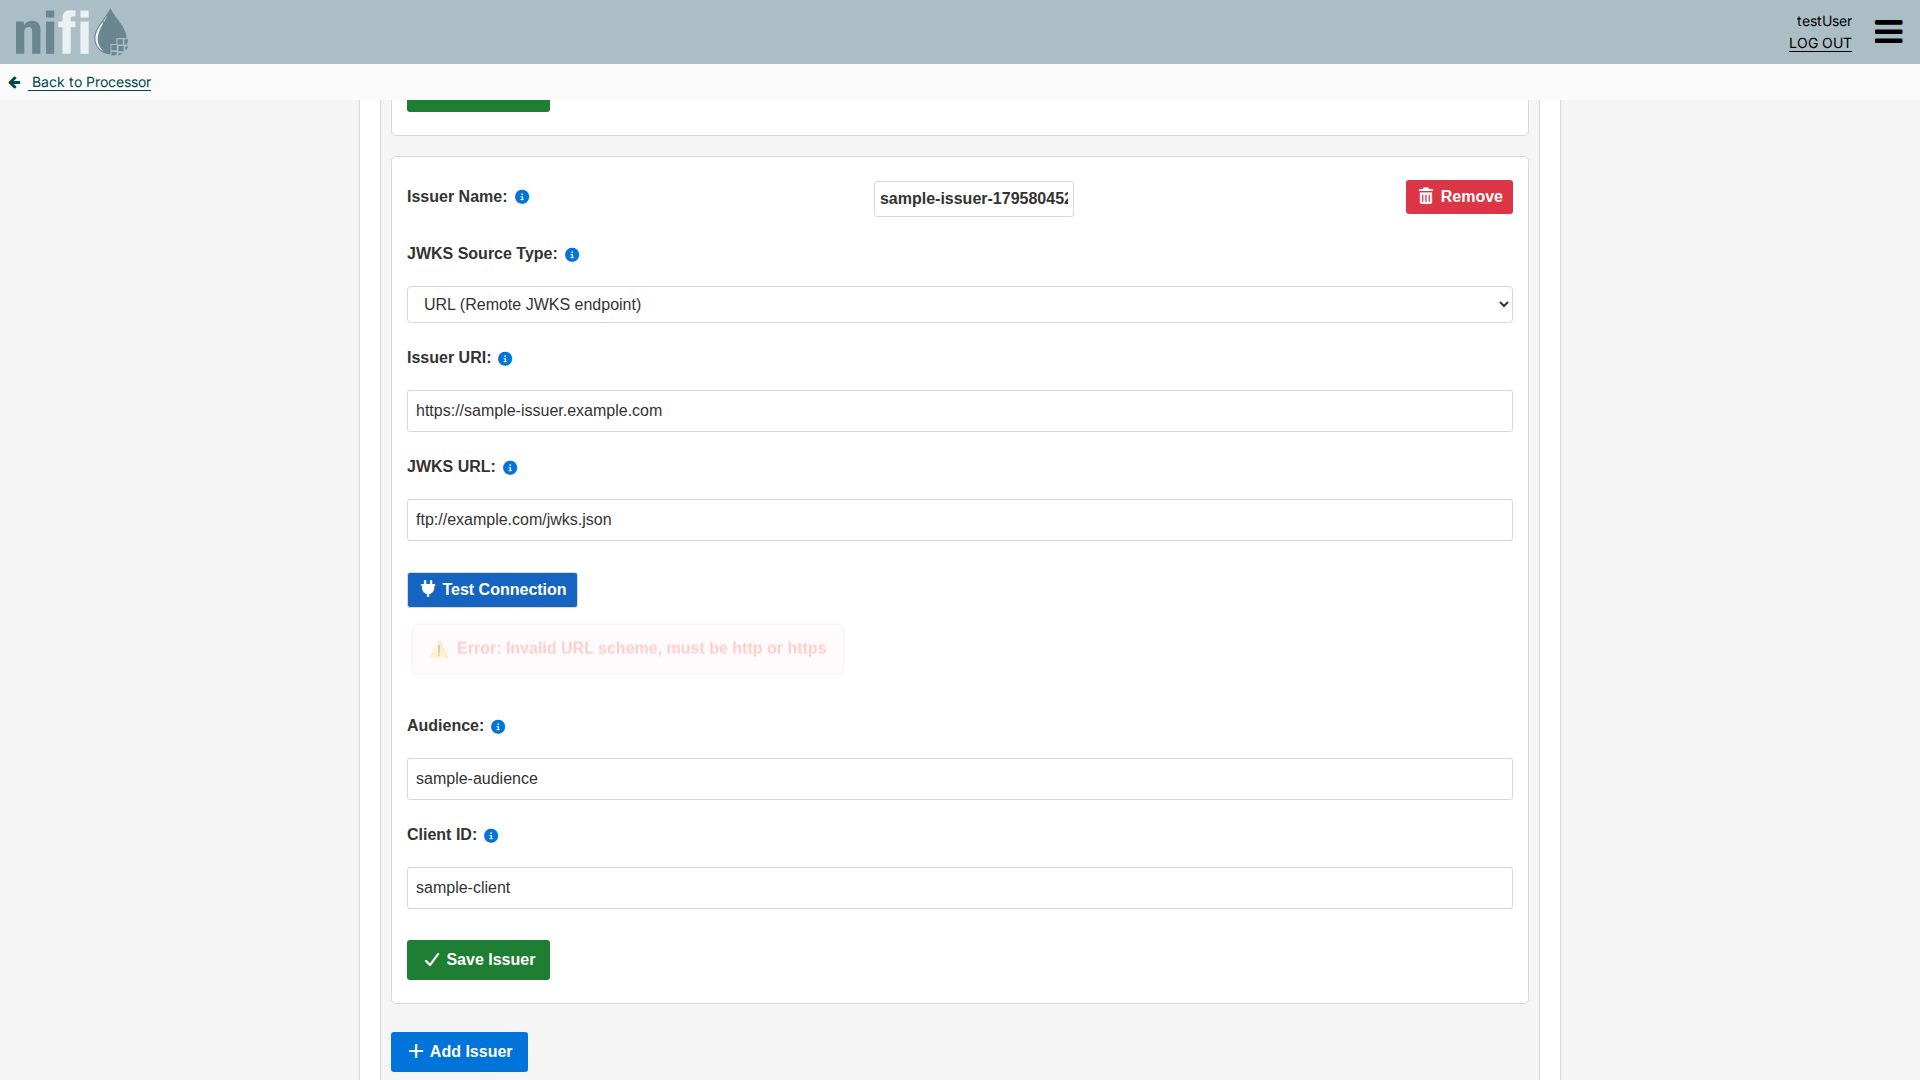 nifi
testUser
LOG OUT
Back to Processor
Issuer Name:
sample-issuer-179580452
Remove
JWKS Source Type:
URL (Remote JWKS endpoint)
Issuer URI:
https://sample-issuer.example.com
JWKS URL:
ftp://example.com/jwks.json
Test Connection
Error: Invalid URL scheme, must be http or https
Audience:
sample-audience
Client ID:
sample-client
Save Issuer
Add Issuer